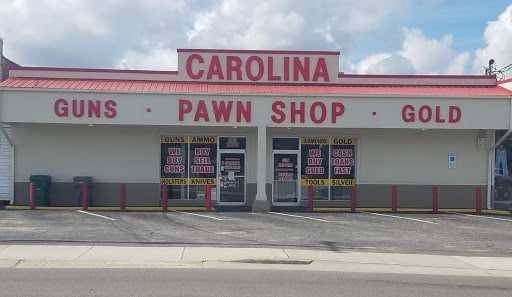 CAROLINA
GUNS · PAWN SHOP · GOLD
GUNS AMMO
WE BUY GUNS
BUY SELL TRADE
HOLSTERS KNIVES
DIAMONDS GOLD
WE BUY GOLD
CASH LOANS FAST
TOOLS SILVER